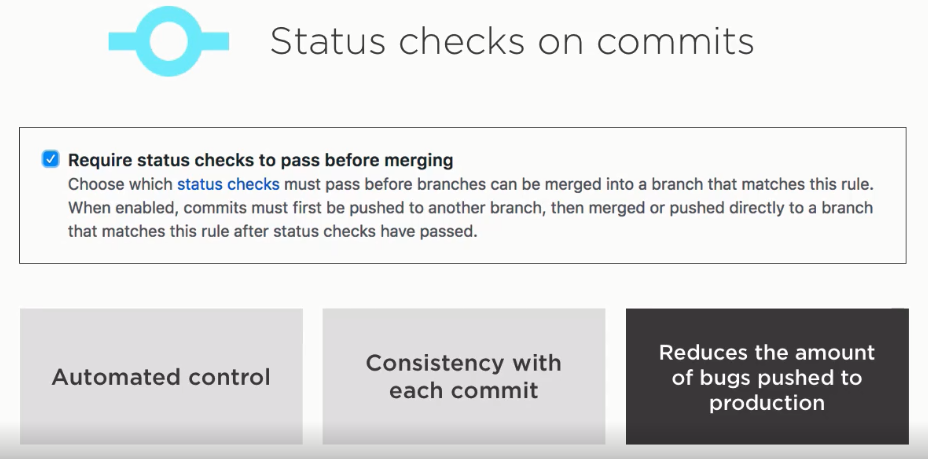 Status checks on commits
Require status checks to pass before merging
Choose which status checks must pass before branches can be merged into a branch that matches this rule.
When enabled, commits must first be pushed to another branch, then merged or pushed directly to a branch
that matches this rule after status checks have passed.
Automated control
Consistency with
each commit
Reduces the amount
of bugs pushed to
production